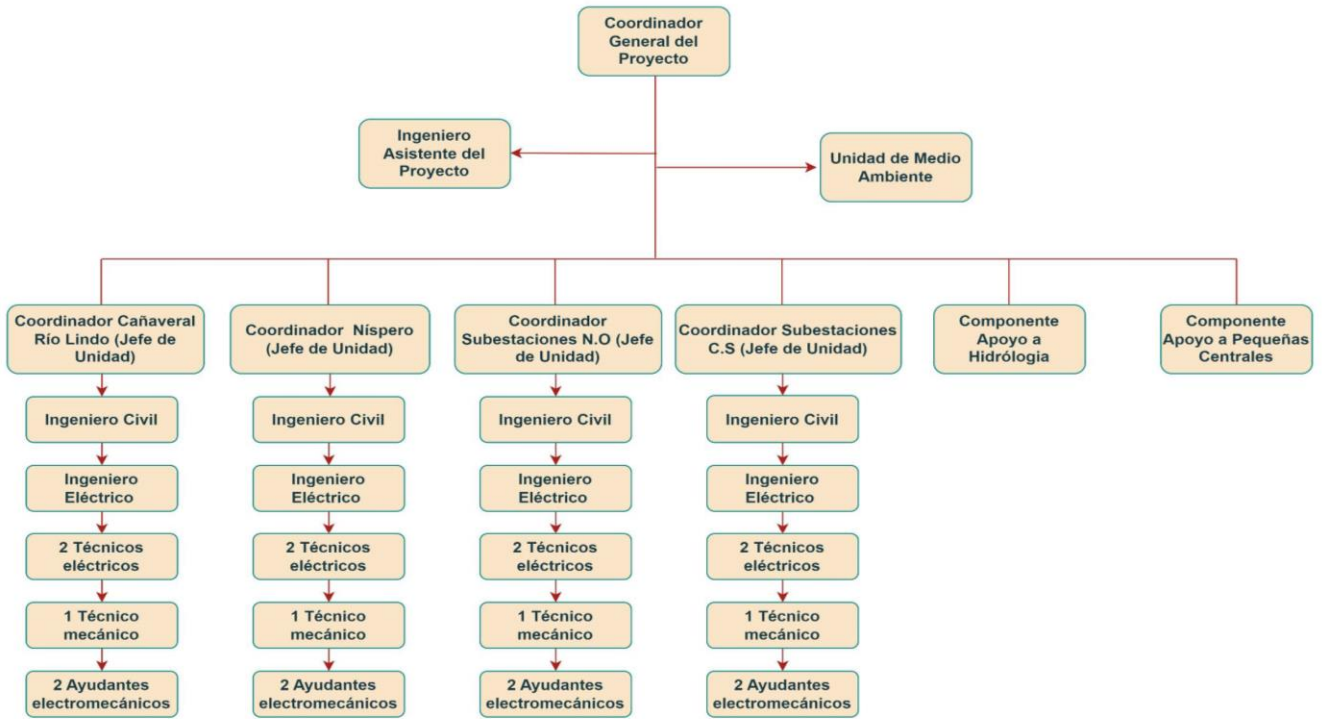 Coordinador
General del
Proyecto
Ingeniero
Asistente del
Proyecto
Unidad de Medio
Ambiente
Coordinador Cañaveral
Río Lindo (Jefe de
Unidad)
Coordinador Níspero
(Jefe de Unidad)
Coordinador
Subestaciones N.O (Jefe
de Unidad)
Coordinador Subestaciones
C.S (Jefe de Unidad)
Componente
Apoyo a
Hidrólogia
Componente
Apoyo a Pequeñas
Centrales
Ingeniero Civil
Ingeniero Civil
Ingeniero Civil
Ingeniero Civil
Ingeniero
Eléctrico
Ingeniero
Eléctrico
Ingeniero
Eléctrico
Ingeniero
Eléctrico
2 Técnicos
eléctricos
2 Técnicos
eléctricos
2 Técnicos
eléctricos
2 Técnicos
eléctricos
1 Técnico
mecánico
1 Técnico
mecánico
1 Técnico
mecánico
1 Técnico
mecánico
2 Ayudantes
electromecánicos
2 Ayudantes
electromecánicos
2 Ayudantes
electromecánicos
2 Ayudantes
electromecánicos